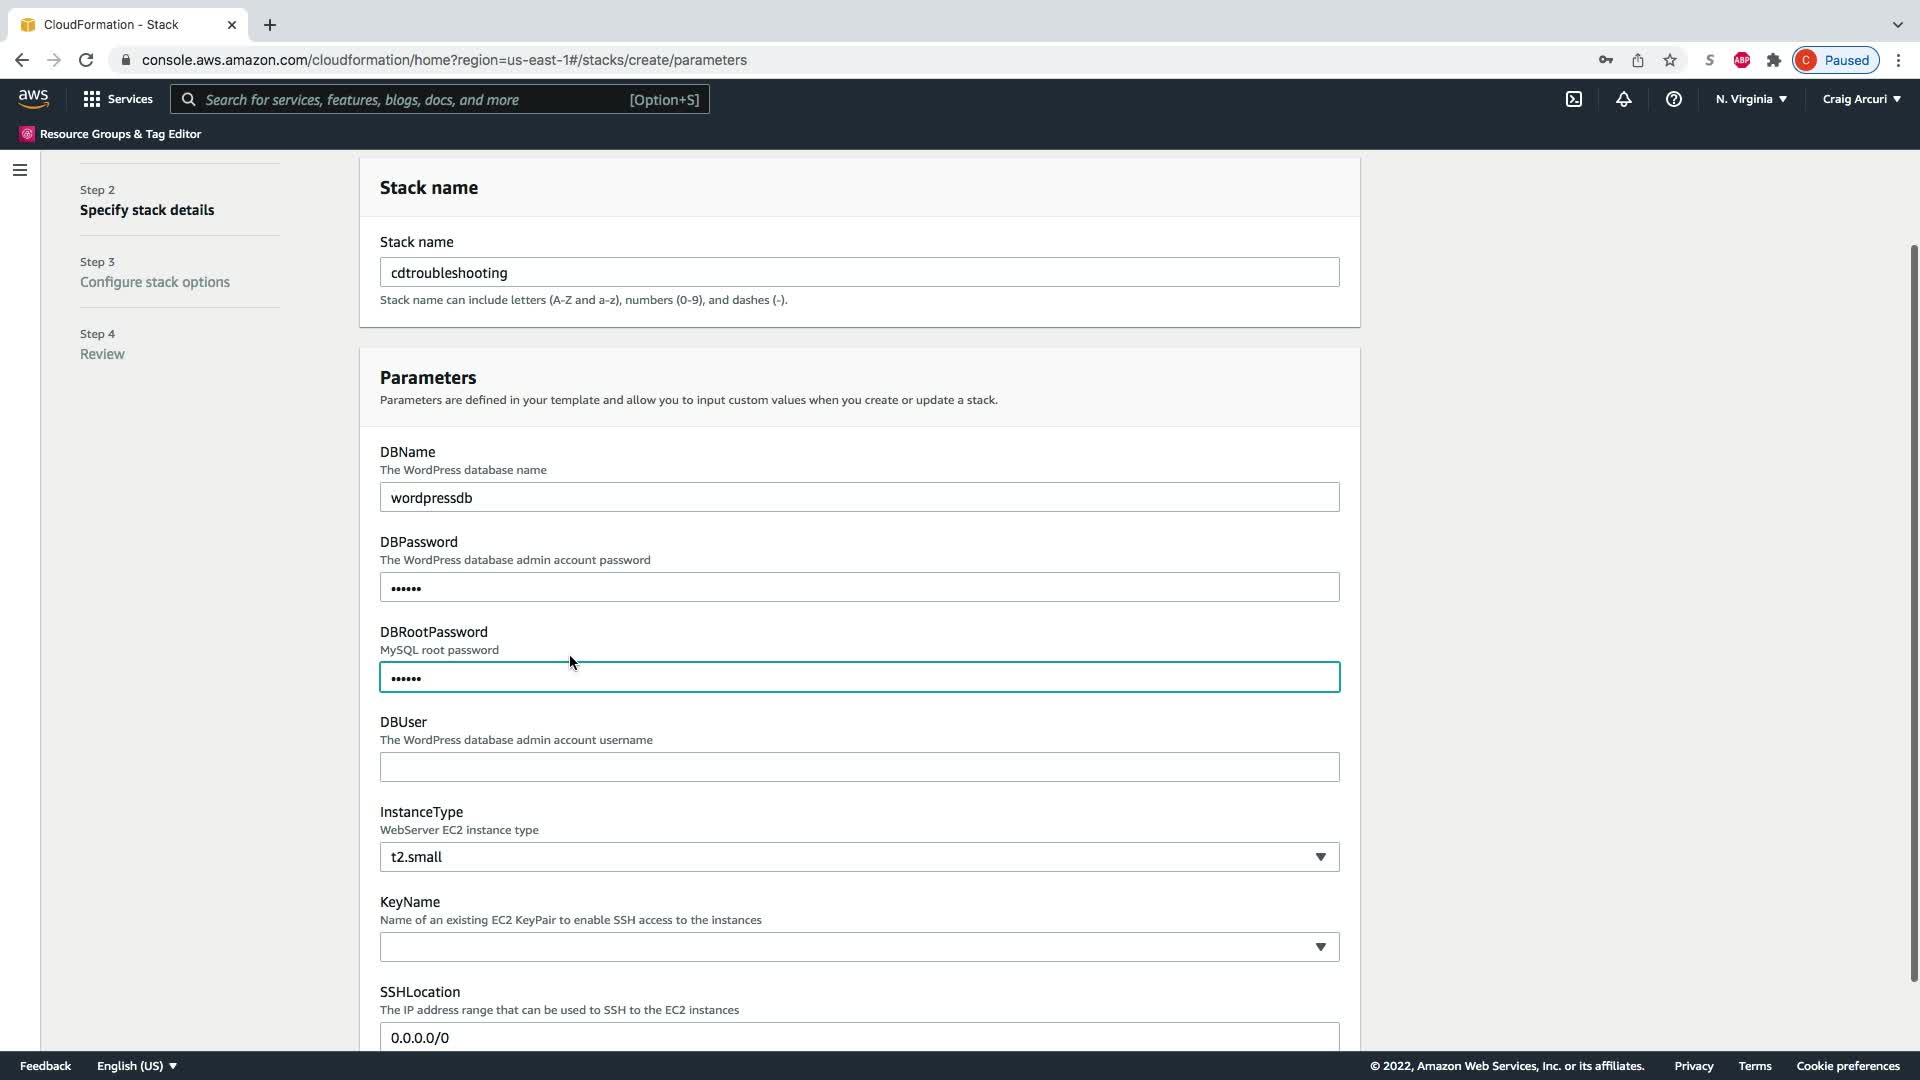 CloudFormation - Stack
console.aws.amazon.com/cloudformation/home?region=us-east-1#/stacks/create/parameters
S
ABP
C
Paused
aws
Services
Search for services, features, blogs, docs, and more
[Option+S]
N. Virginia
Craig Arcuri
Resource Groups & Tag Editor
Step 2
Specify stack details
Step 3
Configure stack options
Step 4
Review
Stack name
Stack name
cdtroubleshooting
Stack name can include letters (A-Z and a-z), numbers (0-9), and dashes (-).
Parameters
Parameters are defined in your template and allow you to input custom values when you create or update a stack.
DBName
The WordPress database name
wordpressdb
DBPassword
The WordPress database admin account password
••••••
DBRootPassword
MySQL root password
••••••
DBUser
The WordPress database admin account username
InstanceType
WebServer EC2 instance type
t2.small
KeyName
Name of an existing EC2 KeyPair to enable SSH access to the instances
SSHLocation
The IP address range that can be used to SSH to the EC2 instances
0.0.0.0/0
Feedback
English (US)
© 2022, Amazon Web Services, Inc. or its affiliates.
Privacy
Terms
Cookie preferences